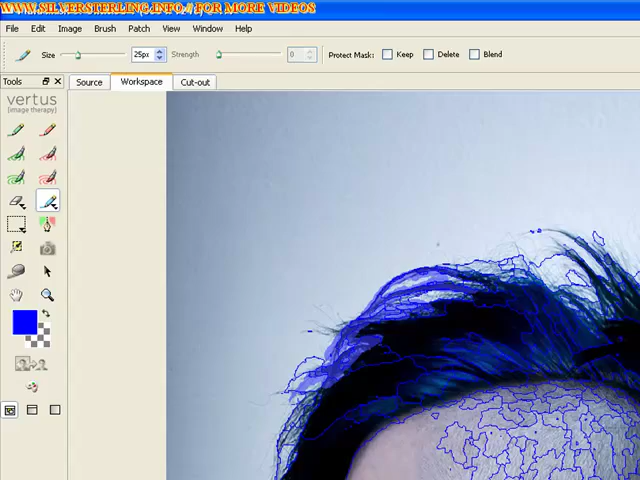 WWW.SILVERSTERLING.INFO // FOR MORE VIDEOS
File Edit Image Brush Patch View Window Help
Size 25px Strength 0 Protect Mask: Keep Delete Blend
Tools Source Workspace Cut-out
vertus
[image therapy]